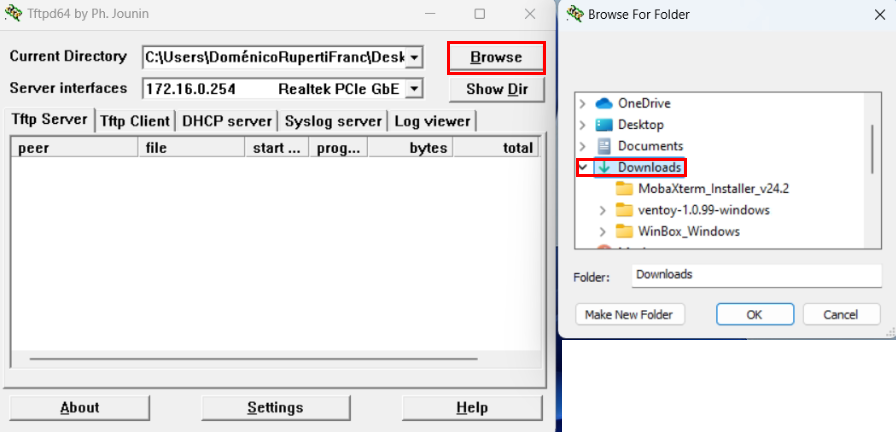 Tftpd64 by Ph. Jounin
Current Directory C:\Users\DoménicoRupertiFranc\Desk Browse
Server interfaces 172.16.0.254 Realtek PCIe GbE Show Dir
Tftp Server Tftp Client DHCP server Syslog server Log viewer
peer file start ... prog... bytes total
About Settings Help
Browse For Folder
OneDrive
Desktop
Documents
Downloads
MobaXterm_Installer_v24.2
ventoy-1.0.99-windows
WinBox_Windows
Folder: Downloads
Make New Folder OK Cancel